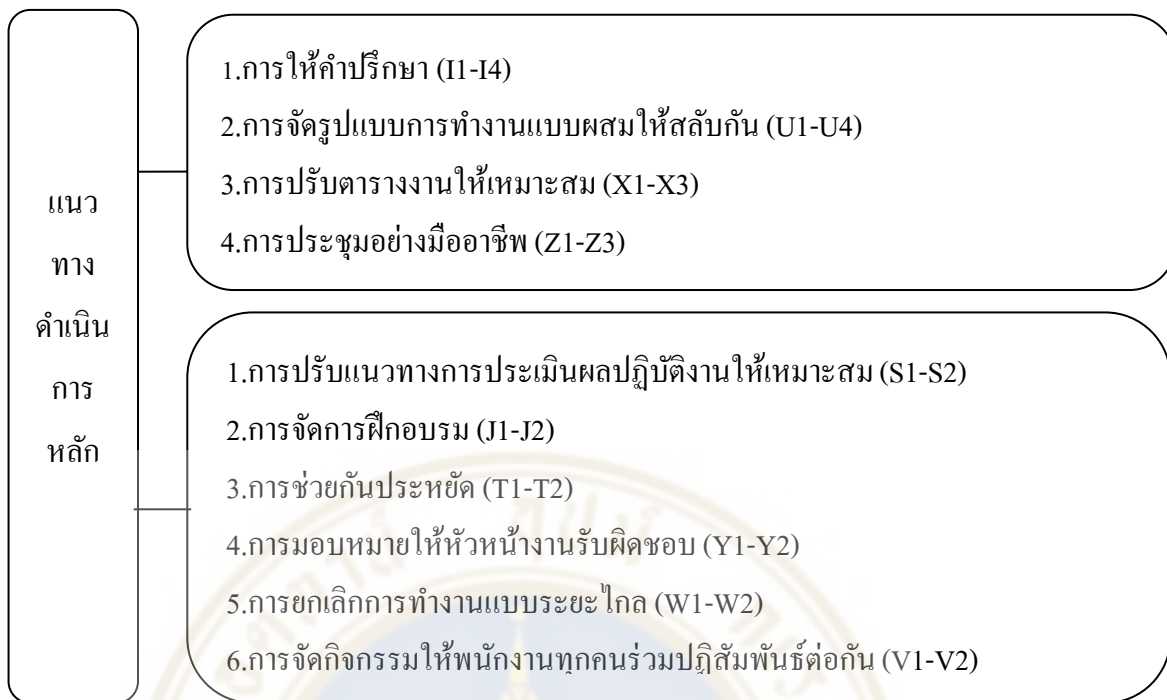 แนว
ทาง
ดำเนิน
การ
หลัก
1.การให้คำปรึกษา (I1-I4)
2.การจัดรูปแบบการทำงานแบบผสมให้สลับกัน (U1-U4)
3.การปรับตารางงานให้เหมาะสม (X1-X3)
4.การประชุมอย่างมืออาชีพ (Z1-Z3)
1.การปรับแนวทางการประเมินผลปฏิบัติงานให้เหมาะสม (S1-S2)
2.การจัดการฝึกอบรม (J1-J2)
3.การช่วยกันประหยัด (T1-T2)
4.การมอบหมายให้หัวหน้างานรับผิดชอบ (Y1-Y2)
5.การยกเลิกการทำงานแบบระยะไกล (W1-W2)
6.การจัดกิจกรรมให้พนักงานทุกคนร่วมปฏิสัมพันธ์ต่อกัน (V1-V2)